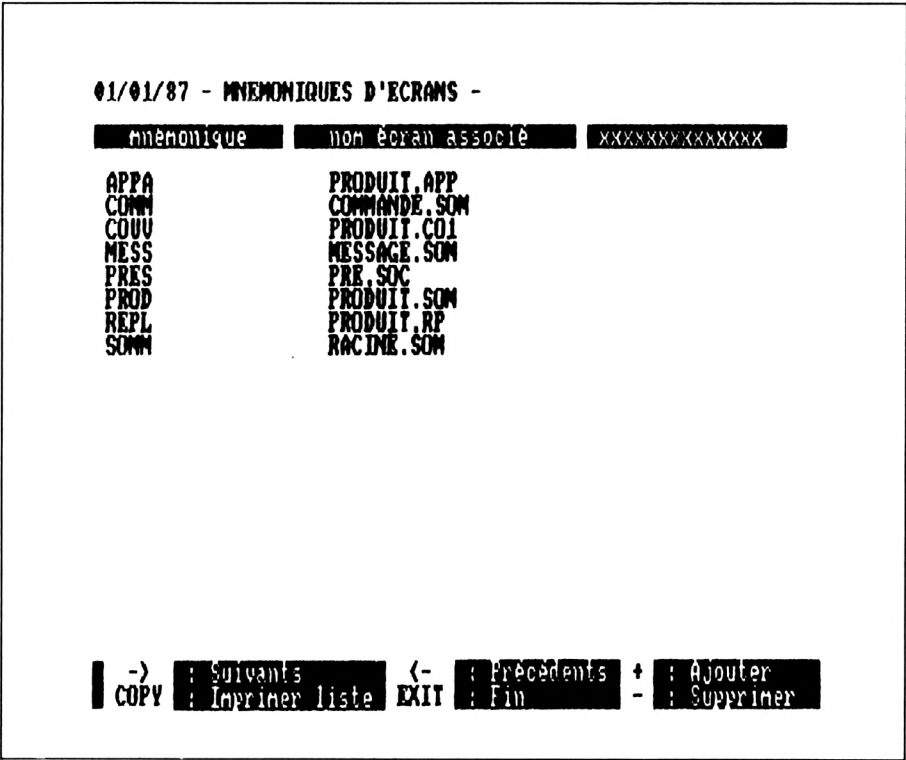 01/01/87 - MNEMONIQUES D'ECRANS -
mnémonique nom écran associé xxxxxxxxxxxxxx
APPA PRODUIT.APP
COMM COMMANDE.SOM
COUV PRODUIT.CO1
MESS MESSAGE.SOM
PRES PRE.SOC
PROD PRODUIT.SOM
REPL PRODUIT.RP
SOMM RACINE.SOM
-> : Suivants <- : Précédents + : Ajouter
COPY : Imprimer liste EXIT : Fin - : Supprimer